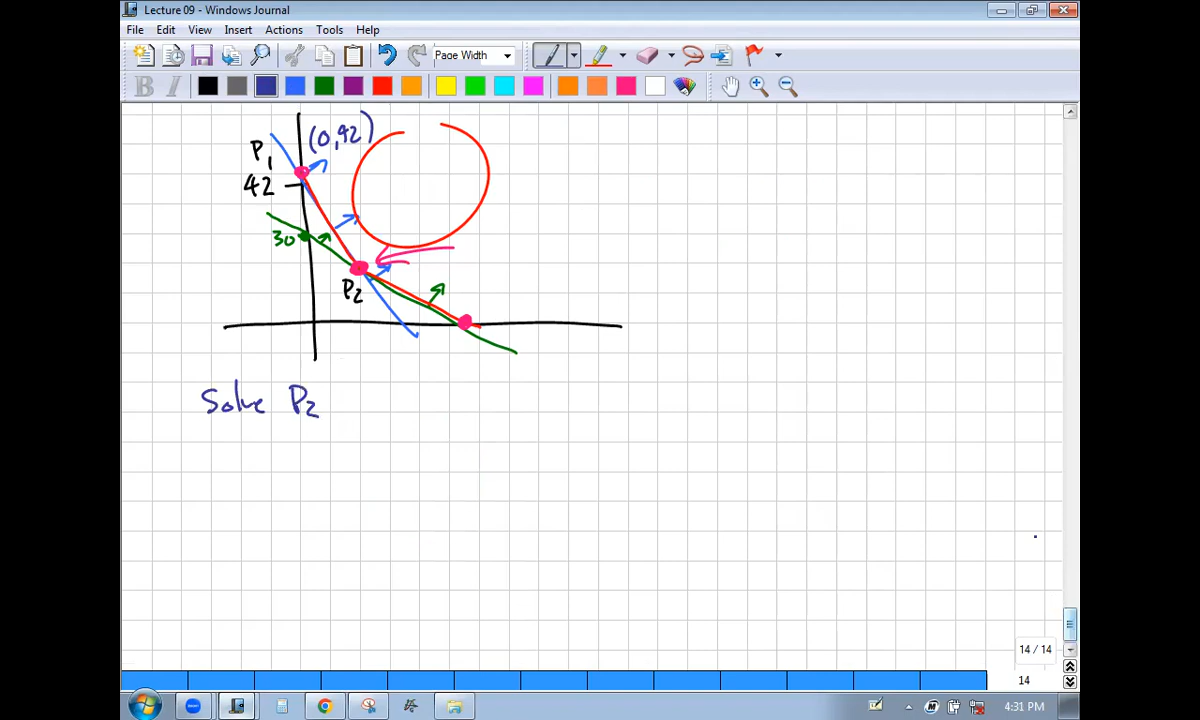 Lecture 09 - Windows Journal
File Edit View Insert Actions Tools Help
Page Width
B I
(0,42)
P1
42
30
P2
Solve P2
14 / 14
14
4:31 PM